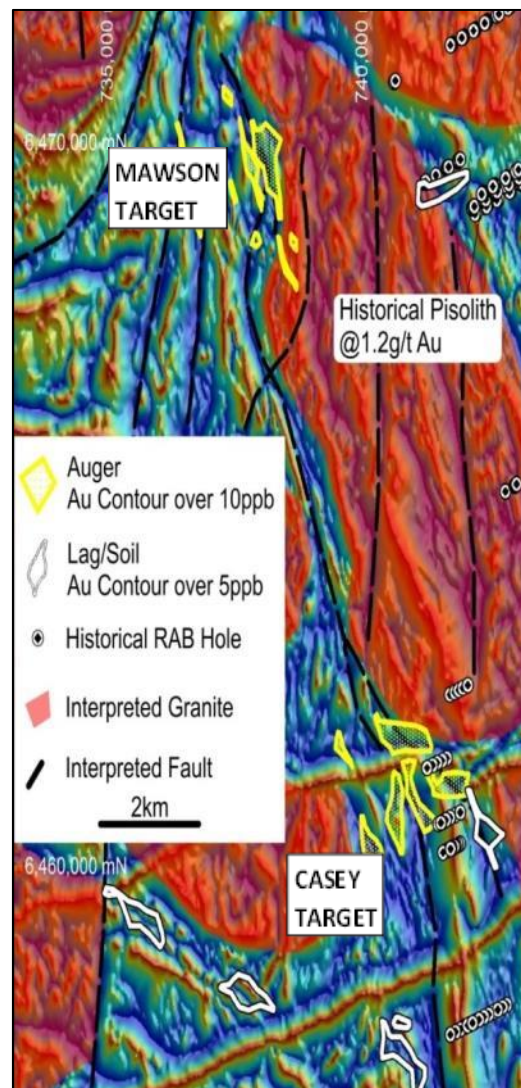 735,000
740,000
6,470,000 mN
MAWSON
TARGET
Historical Pisolith
@1.2g/t Au
Auger
Au Contour over 10ppb
Lag/Soil
Au Contour over 5ppb
Historical RAB Hole
Interpreted Granite
Interpreted Fault
2km
6,460,000 mN
CASEY
TARGET